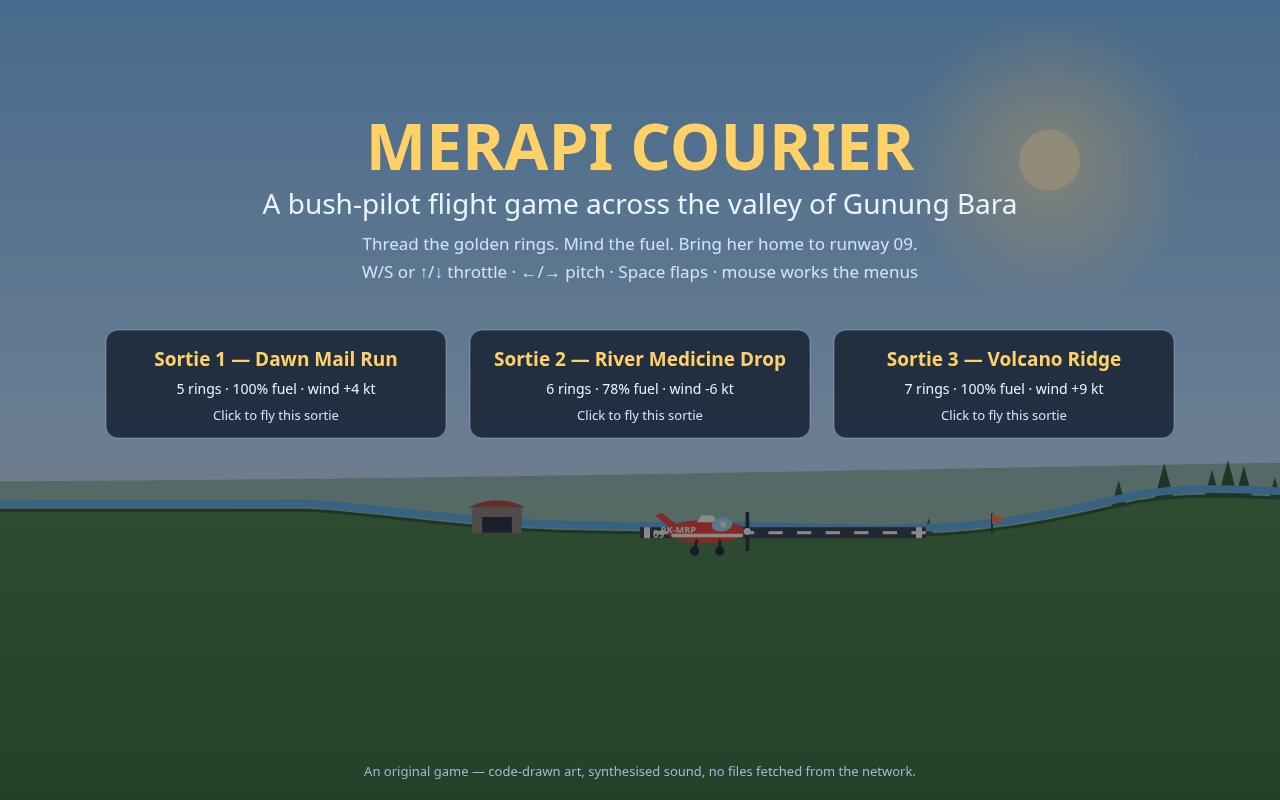 MERAPI COURIER
A bush-pilot flight game across the valley of Gunung Bara
Thread the golden rings. Mind the fuel. Bring her home to runway 09.
W/S or ↑/↓ throttle · ←/→ pitch · Space flaps · mouse works the menus
Sortie 1 — Dawn Mail Run
5 rings · 100% fuel · wind +4 kt
Click to fly this sortie
Sortie 2 — River Medicine Drop
6 rings · 78% fuel · wind -6 kt
Click to fly this sortie
Sortie 3 — Volcano Ridge
7 rings · 100% fuel · wind +9 kt
Click to fly this sortie
PK-MRP
09
An original game — code-drawn art, synthesised sound, no files fetched from the network.